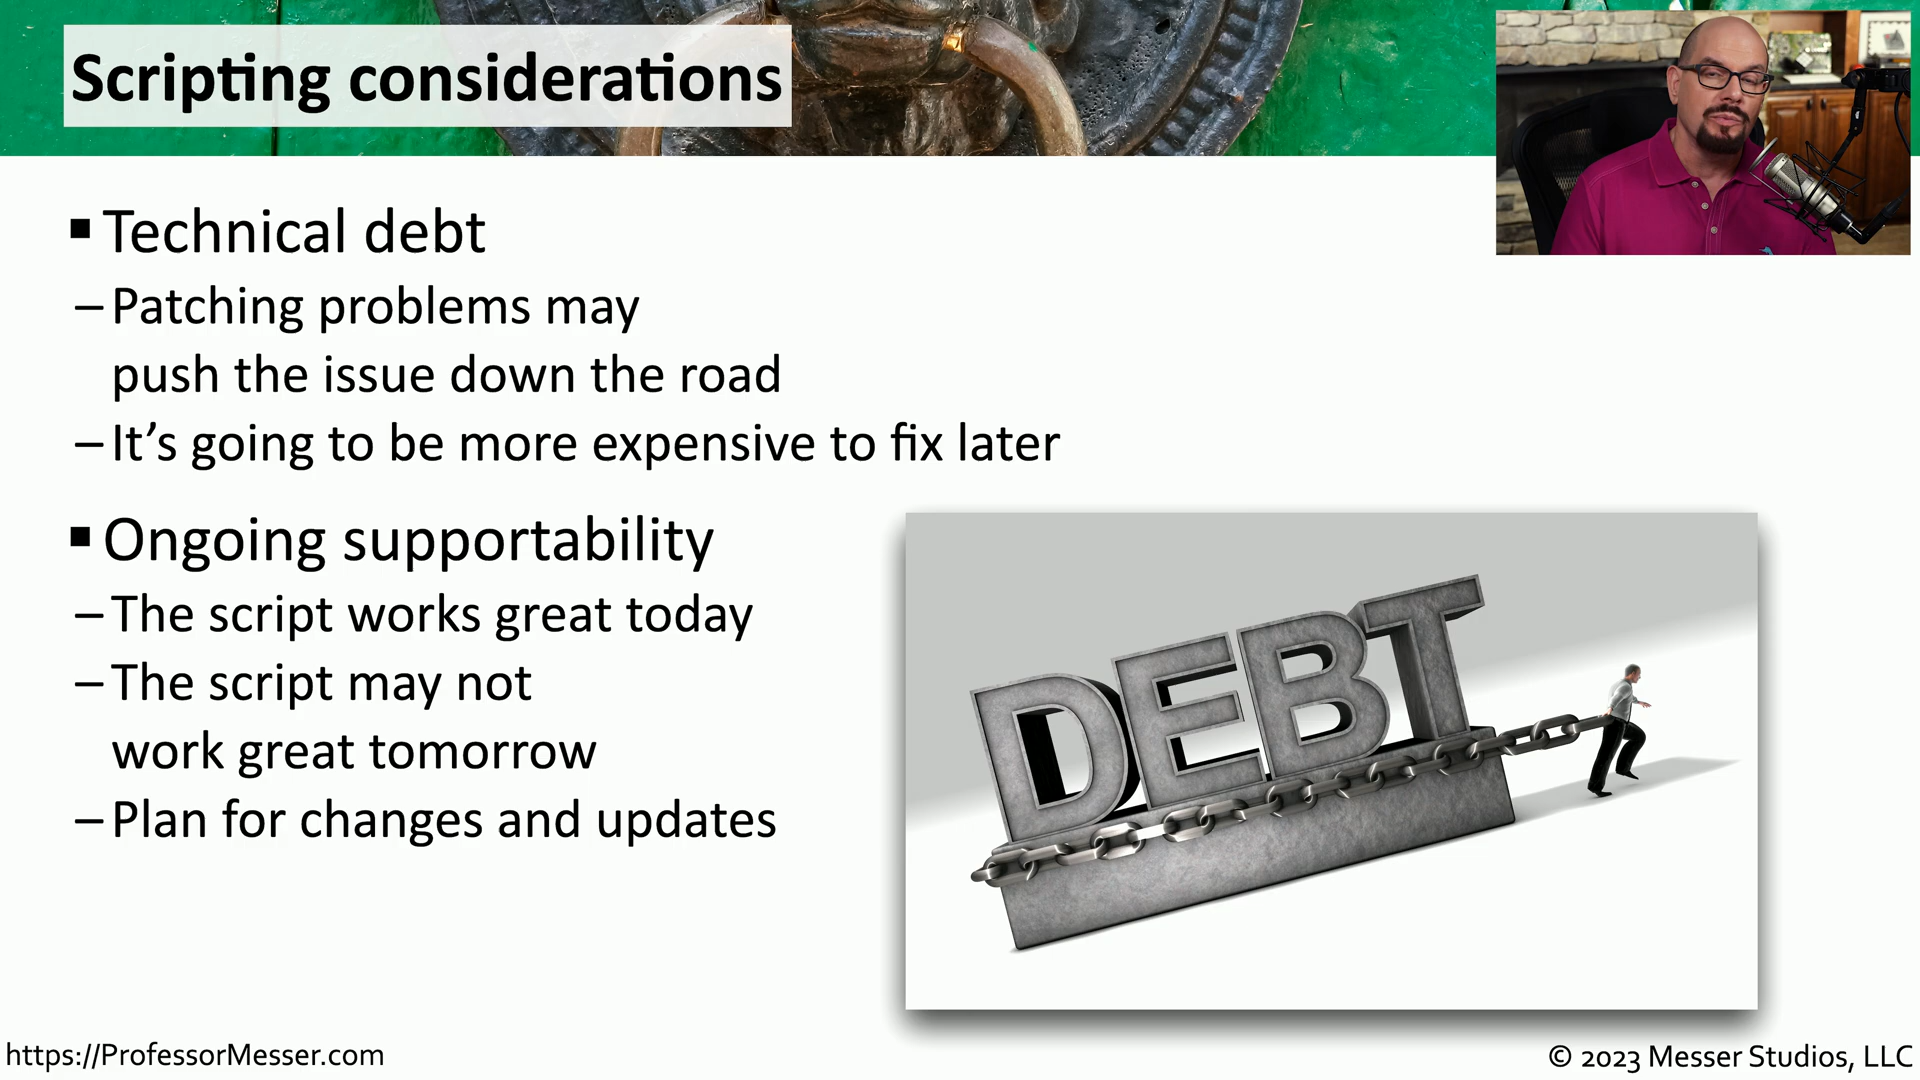 Scripting considerations
▪ Technical debt
– Patching problems may
push the issue down the road
– It’s going to be more expensive to fix later
▪ Ongoing supportability
– The script works great today
– The script may not
work great tomorrow
– Plan for changes and updates
DEBT
https://ProfessorMesser.com
© 2023 Messer Studios, LLC